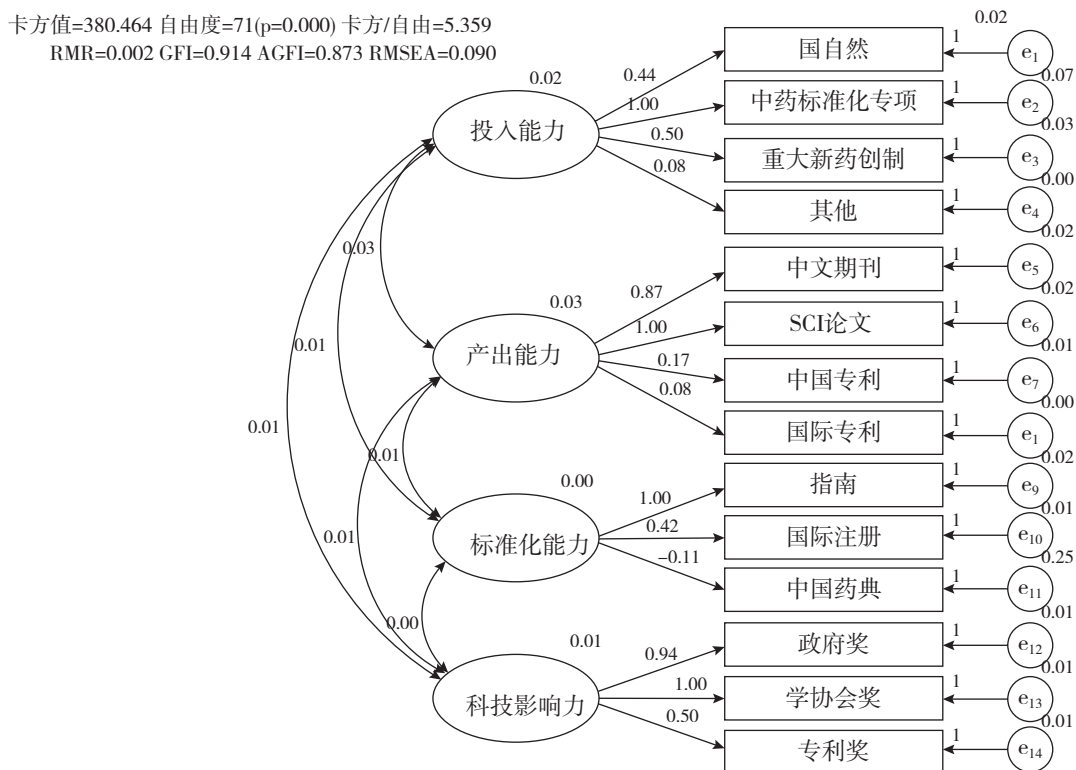 卡方值=380.464 自由度=71(p=0.000) 卡方/自由=5.359
RMR=0.002 GFI=0.914 AGFI=0.873 RMSEA=0.090
0.02
投入能力
0.44
1.00
0.50
0.08
国自然
1
0.02
e1
中药标准化专项
1
0.07
e2
重大新药创制
1
0.03
e3
其他
1
0.00
e4
0.03
产出能力
0.03
0.87
1.00
0.17
0.08
中文期刊
1
0.02
e5
SCI论文
1
0.02
e6
中国专利
1
0.01
e7
国际专利
1
0.00
e1
0.01
0.01
0.01
标准化能力
0.00
1.00
0.42
−0.11
指南
1
0.02
e9
国际注册
1
0.01
e10
中国药典
1
0.25
e11
0.01
0.00
科技影响力
0.01
0.94
1.00
0.50
政府奖
1
0.01
e12
学协会奖
1
0.01
e13
专利奖
1
0.01
e14